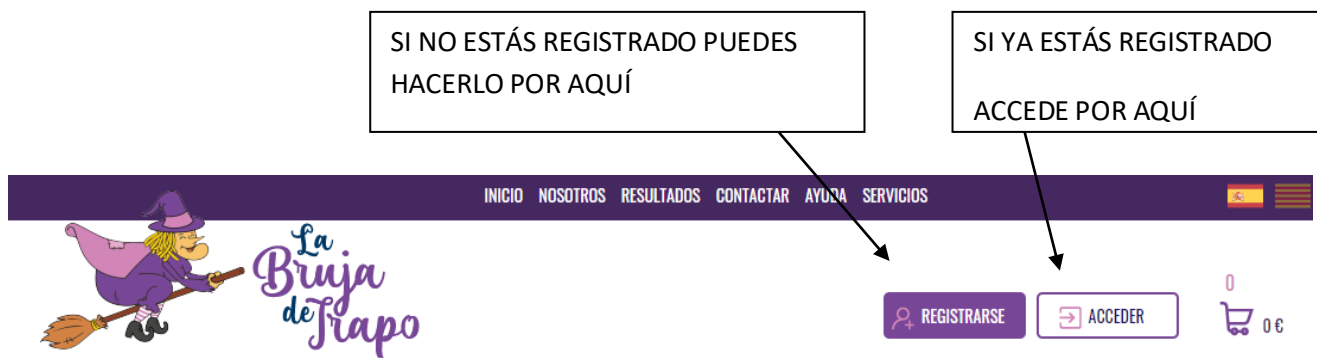 SI NO ESTÁS REGISTRADO PUEDES
HACERLO POR AQUÍ
SI YA ESTÁS REGISTRADO
ACCEDE POR AQUÍ
INICIO NOSOTROS RESULTADOS CONTACTAR AYUDA SERVICIOS
La
Bruja
de Trapo
REGISTRARSE
ACCEDER
0
0 €